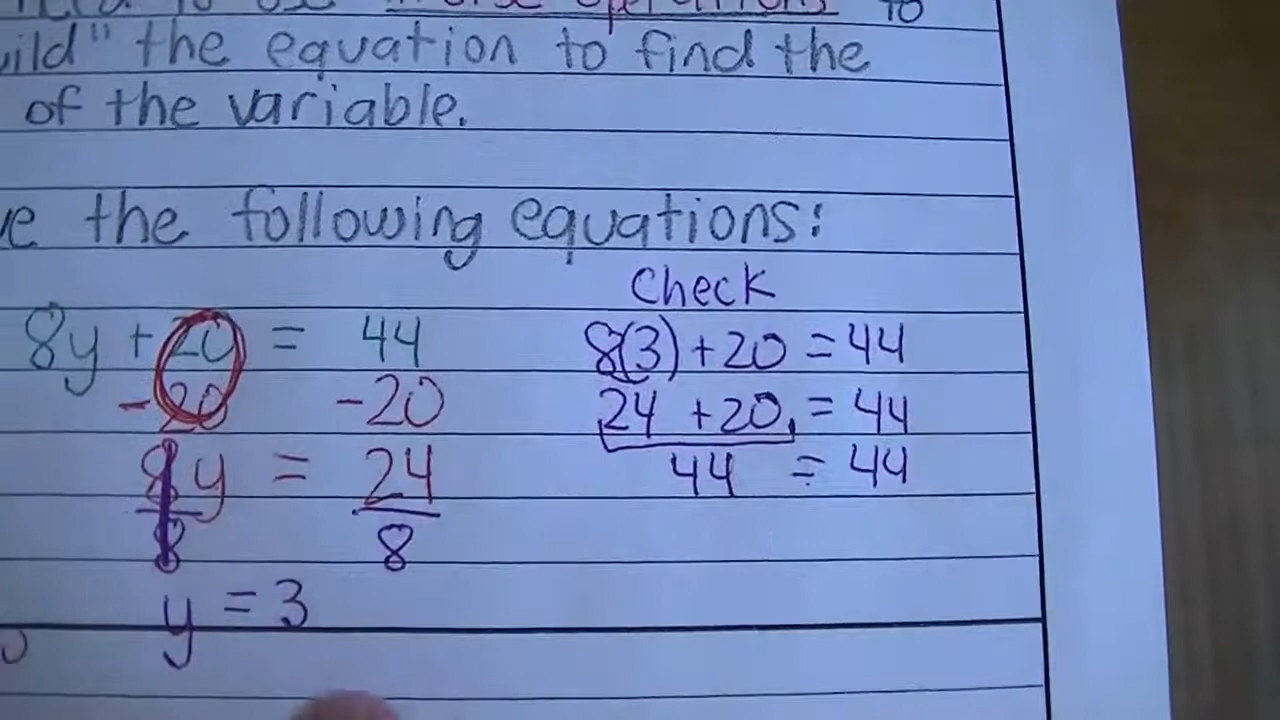 to
the equation to find the
of the variable.
the following equations:
Check
8y + 20 = 44
8(3) + 20 = 44
-20 -20
24 + 20 = 44
8y = 24
44 = 44
8 8
y = 3